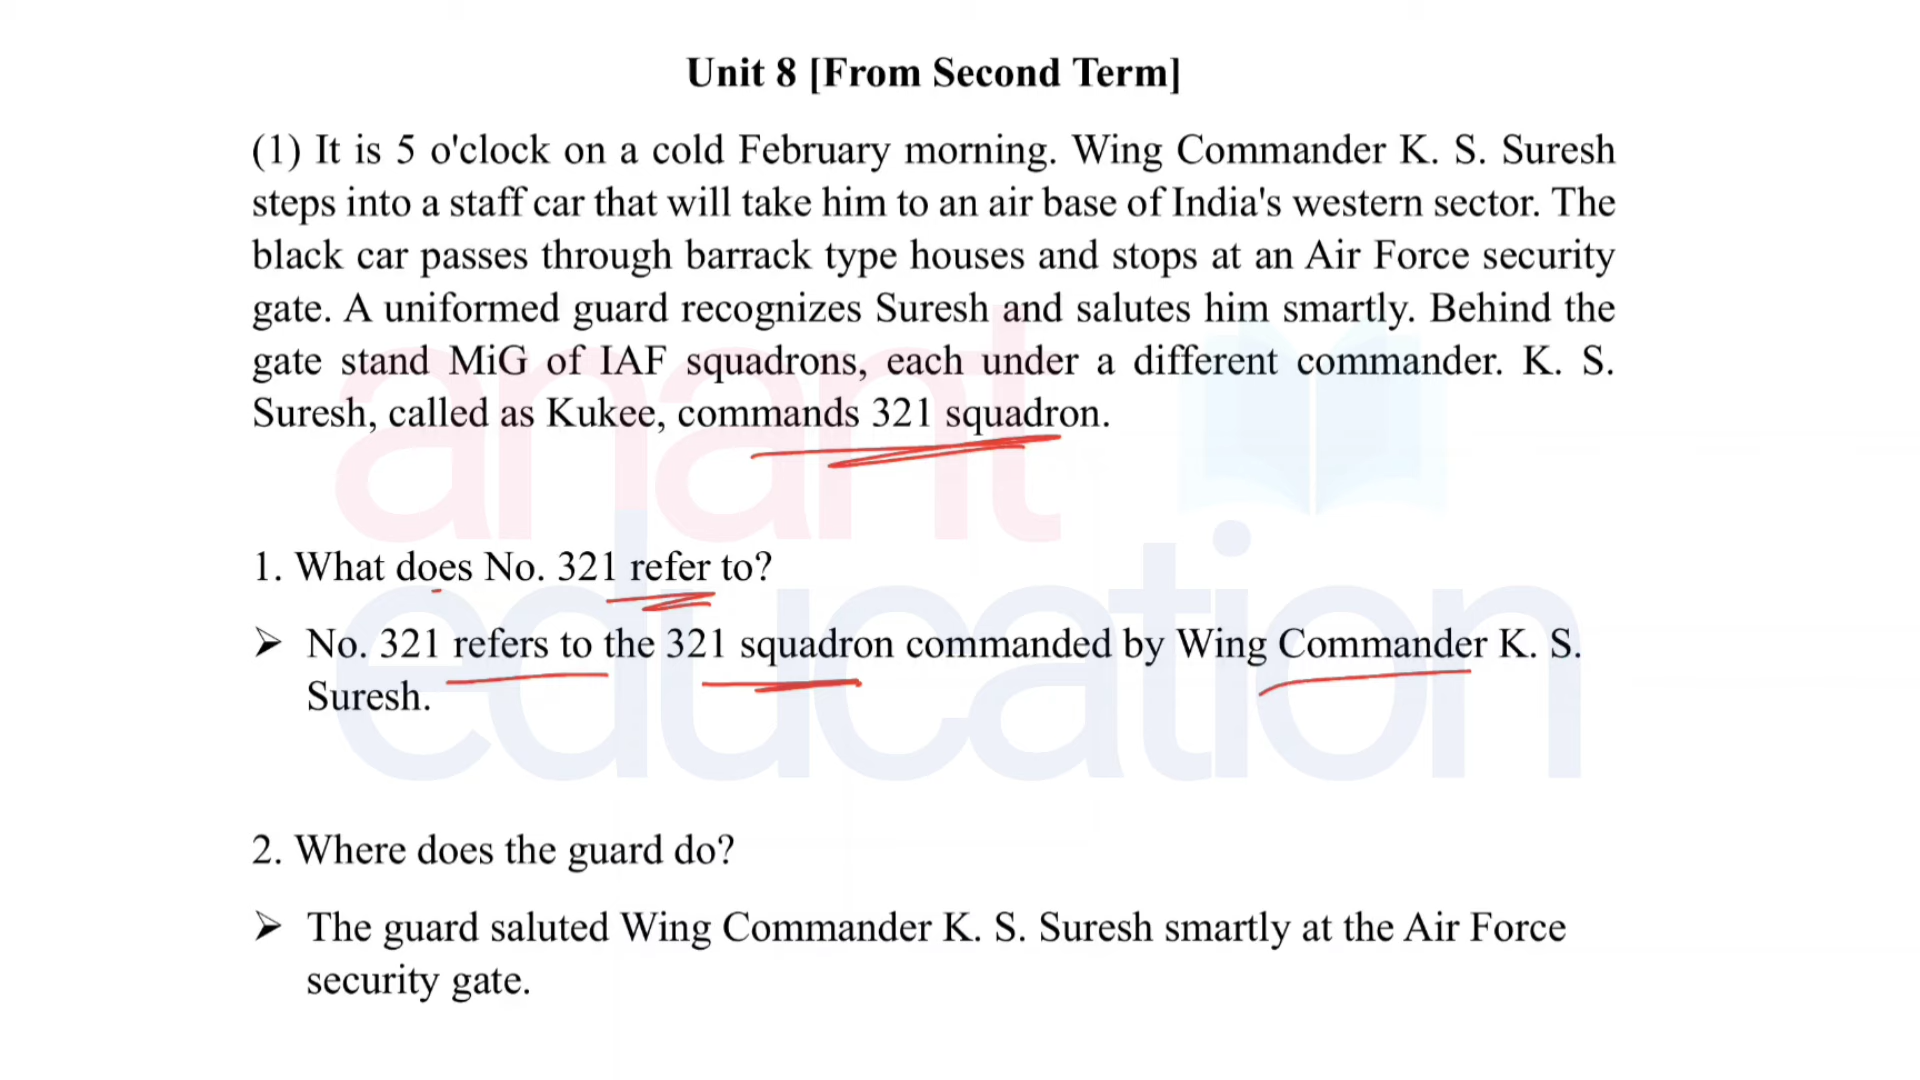 Unit 8 [From Second Term]
(1) It is 5 o'clock on a cold February morning. Wing Commander K. S. Suresh
steps into a staff car that will take him to an air base of India's western sector. The
black car passes through barrack type houses and stops at an Air Force security
gate. A uniformed guard recognizes Suresh and salutes him smartly. Behind the
gate stand MiG of IAF squadrons, each under a different commander. K. S.
Suresh, called as Kukee, commands 321 squadron.
anant
education
1. What does No. 321 refer to?
➢ No. 321 refers to the 321 squadron commanded by Wing Commander K. S.
Suresh.
2. Where does the guard do?
➢ The guard saluted Wing Commander K. S. Suresh smartly at the Air Force
security gate.